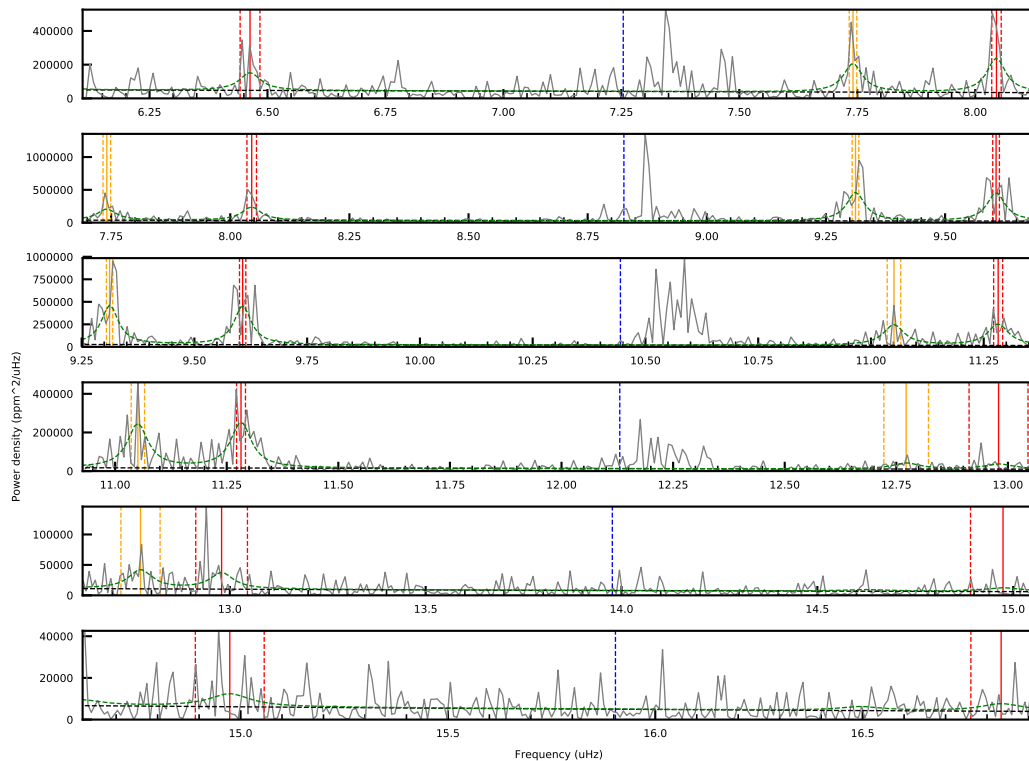 400000
200000
0
6.25 6.50 6.75 7.00 7.25 7.50 7.75 8.00
1000000
500000
0
7.75 8.00 8.25 8.50 8.75 9.00 9.25 9.50
1000000
750000
500000
250000
0
9.25 9.50 9.75 10.00 10.25 10.50 10.75 11.00 11.25
400000
200000
0
11.00 11.25 11.50 11.75 12.00 12.25 12.50 12.75 13.00
Power density (ppm^2/uHz)
100000
50000
0
13.0 13.5 14.0 14.5 15.0
40000
20000
0
15.0 15.5 16.0 16.5
Frequency (uHz)